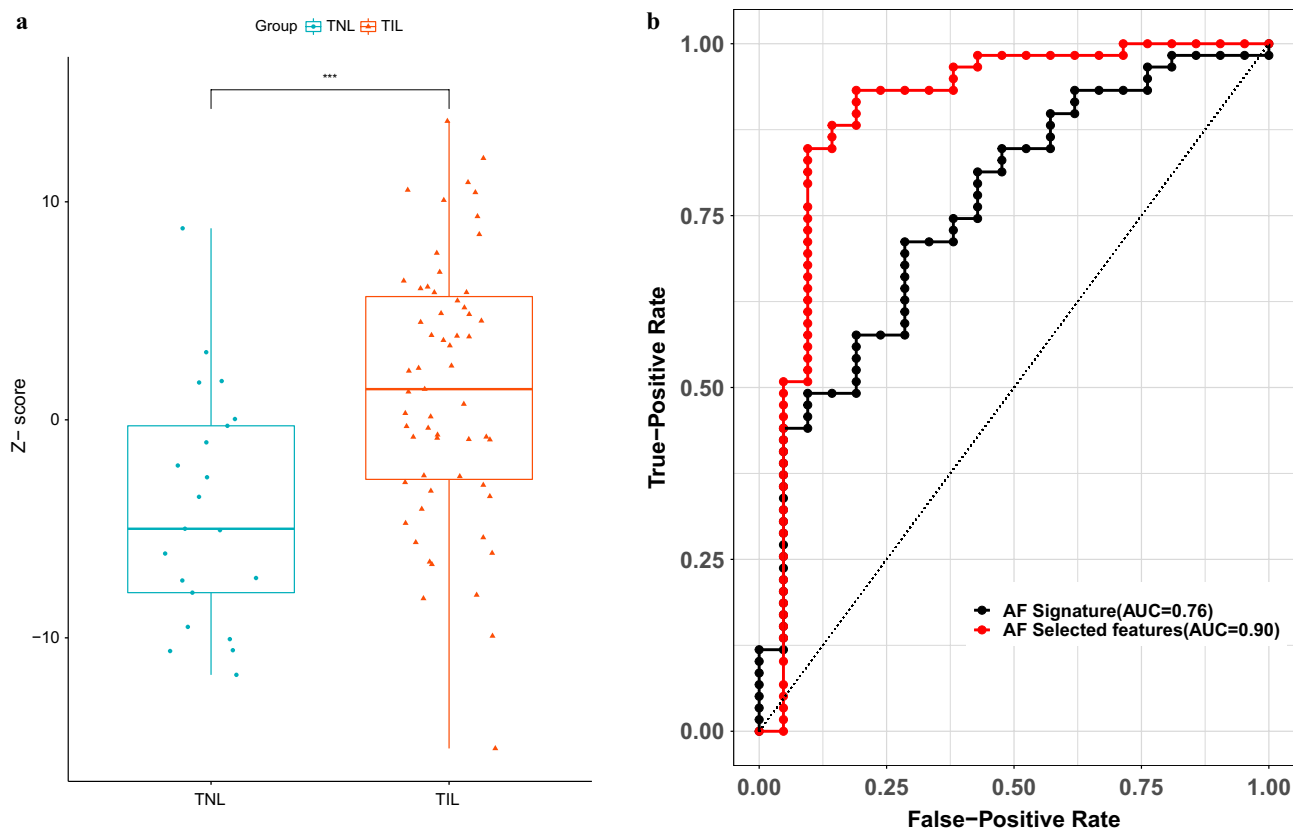 a
Group TNL TIL
***
10
0
−10
Z− score
TNL TIL
b
1.00
0.75
0.50
0.25
0.00
True−Positive Rate
AF Signature(AUC=0.76)
AF Selected features(AUC=0.90)
0.00 0.25 0.50 0.75 1.00
False−Positive Rate